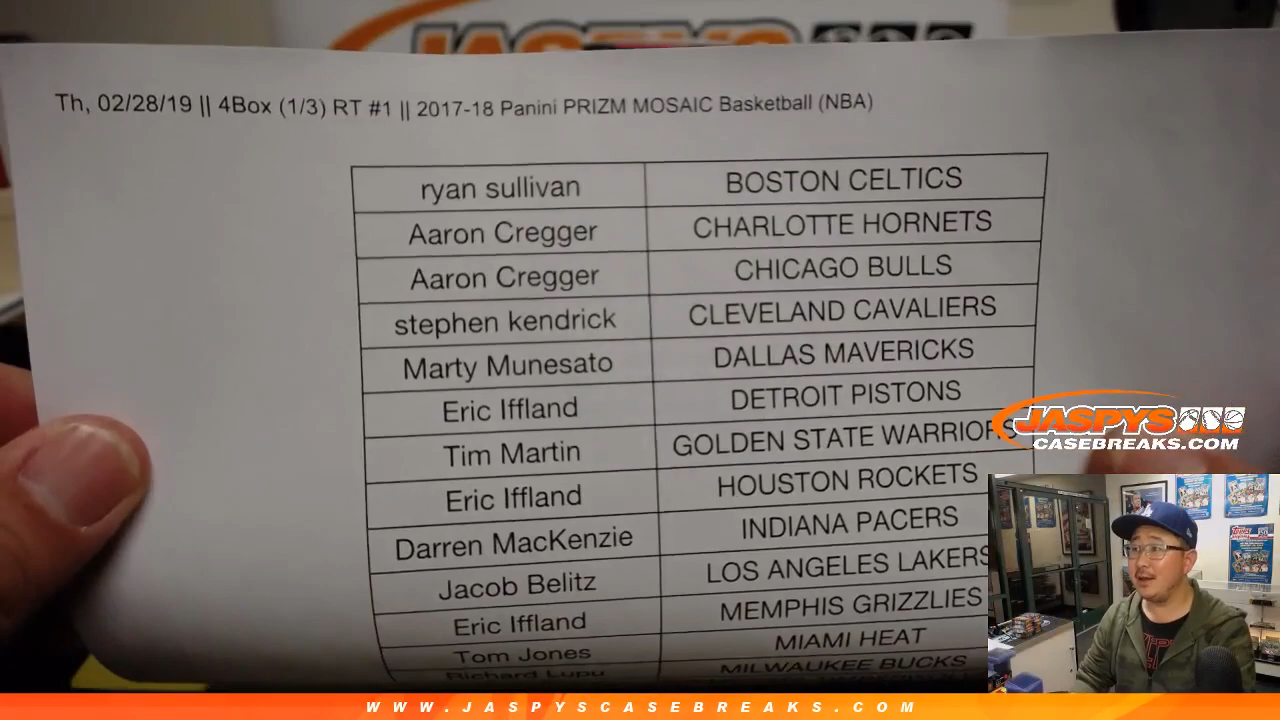 JASPYS
Th, 02/28/19 || 4Box (1/3) RT #1 || 2017-18 Panini PRIZM MOSAIC Basketball (NBA)
ryan sullivan BOSTON CELTICS
Aaron Cregger CHARLOTTE HORNETS
Aaron Cregger CHICAGO BULLS
stephen kendrick CLEVELAND CAVALIERS
Marty Munesato DALLAS MAVERICKS
Eric Iffland DETROIT PISTONS
Tim Martin GOLDEN STATE WARRIORS
Eric Iffland HOUSTON ROCKETS
Darren MacKenzie INDIANA PACERS
Jacob Belitz LOS ANGELES LAKERS
Eric Iffland MEMPHIS GRIZZLIES
Tom Jones MIAMI HEAT
Richard Lupu MILWAUKEE BUCKS
JASPYS
CASEBREAKS.COM
WWW.JASPYSCASEBREAKS.COM